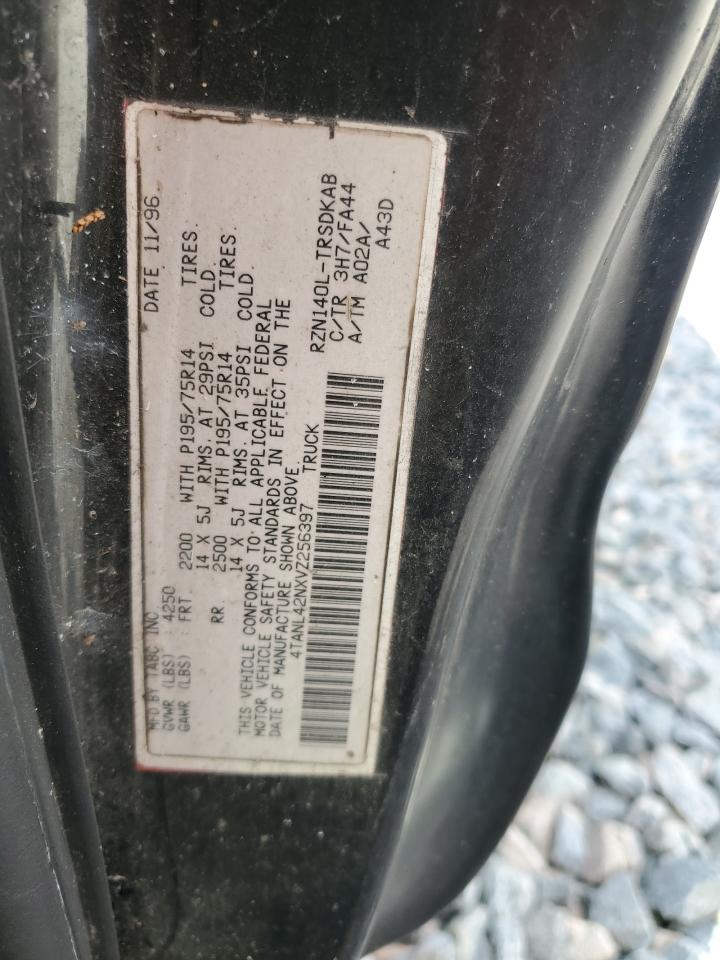 MFD BY TABC INC. DATE 11/96
GVWR (LBS) 4250
GAWR (LBS) FRT. 2200 WITH P195/75R14 TIRES.
14 X 5J RIMS. AT 29PSI COLD.
RR. 2500 WITH P195/75R14 TIRES.
14 X 5J RIMS. AT 35PSI COLD.
THIS VEHICLE CONFORMS TO ALL APPLICABLE FEDERAL
MOTOR VEHICLE SAFETY STANDARDS IN EFFECT ON THE
DATE OF MANUFACTURE SHOWN ABOVE.
4TANL42NXVZ256397 TRUCK
RZN140L-TRSDKAB
C/TR 3H7/FA44
A/TM A02A/
A43D